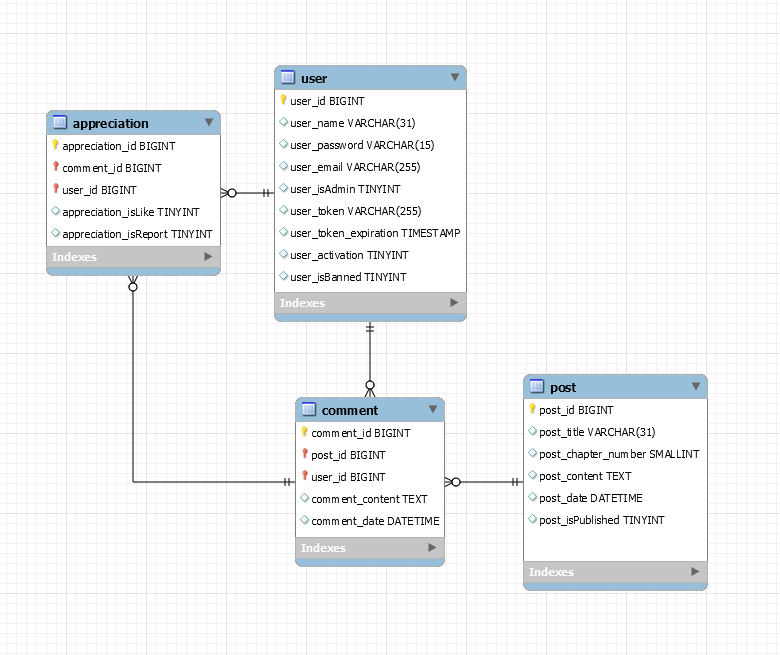 user
user_id BIGINT
user_name VARCHAR(31)
user_password VARCHAR(15)
user_email VARCHAR(255)
user_isAdmin TINYINT
user_token VARCHAR(255)
user_token_expiration TIMESTAMP
user_activation TINYINT
user_isBanned TINYINT
Indexes
appreciation
appreciation_id BIGINT
comment_id BIGINT
user_id BIGINT
appreciation_isLike TINYINT
appreciation_isReport TINYINT
Indexes
comment
comment_id BIGINT
post_id BIGINT
user_id BIGINT
comment_content TEXT
comment_date DATETIME
Indexes
post
post_id BIGINT
post_title VARCHAR(31)
post_chapter_number SMALLINT
post_content TEXT
post_date DATETIME
post_isPublished TINYINT
Indexes